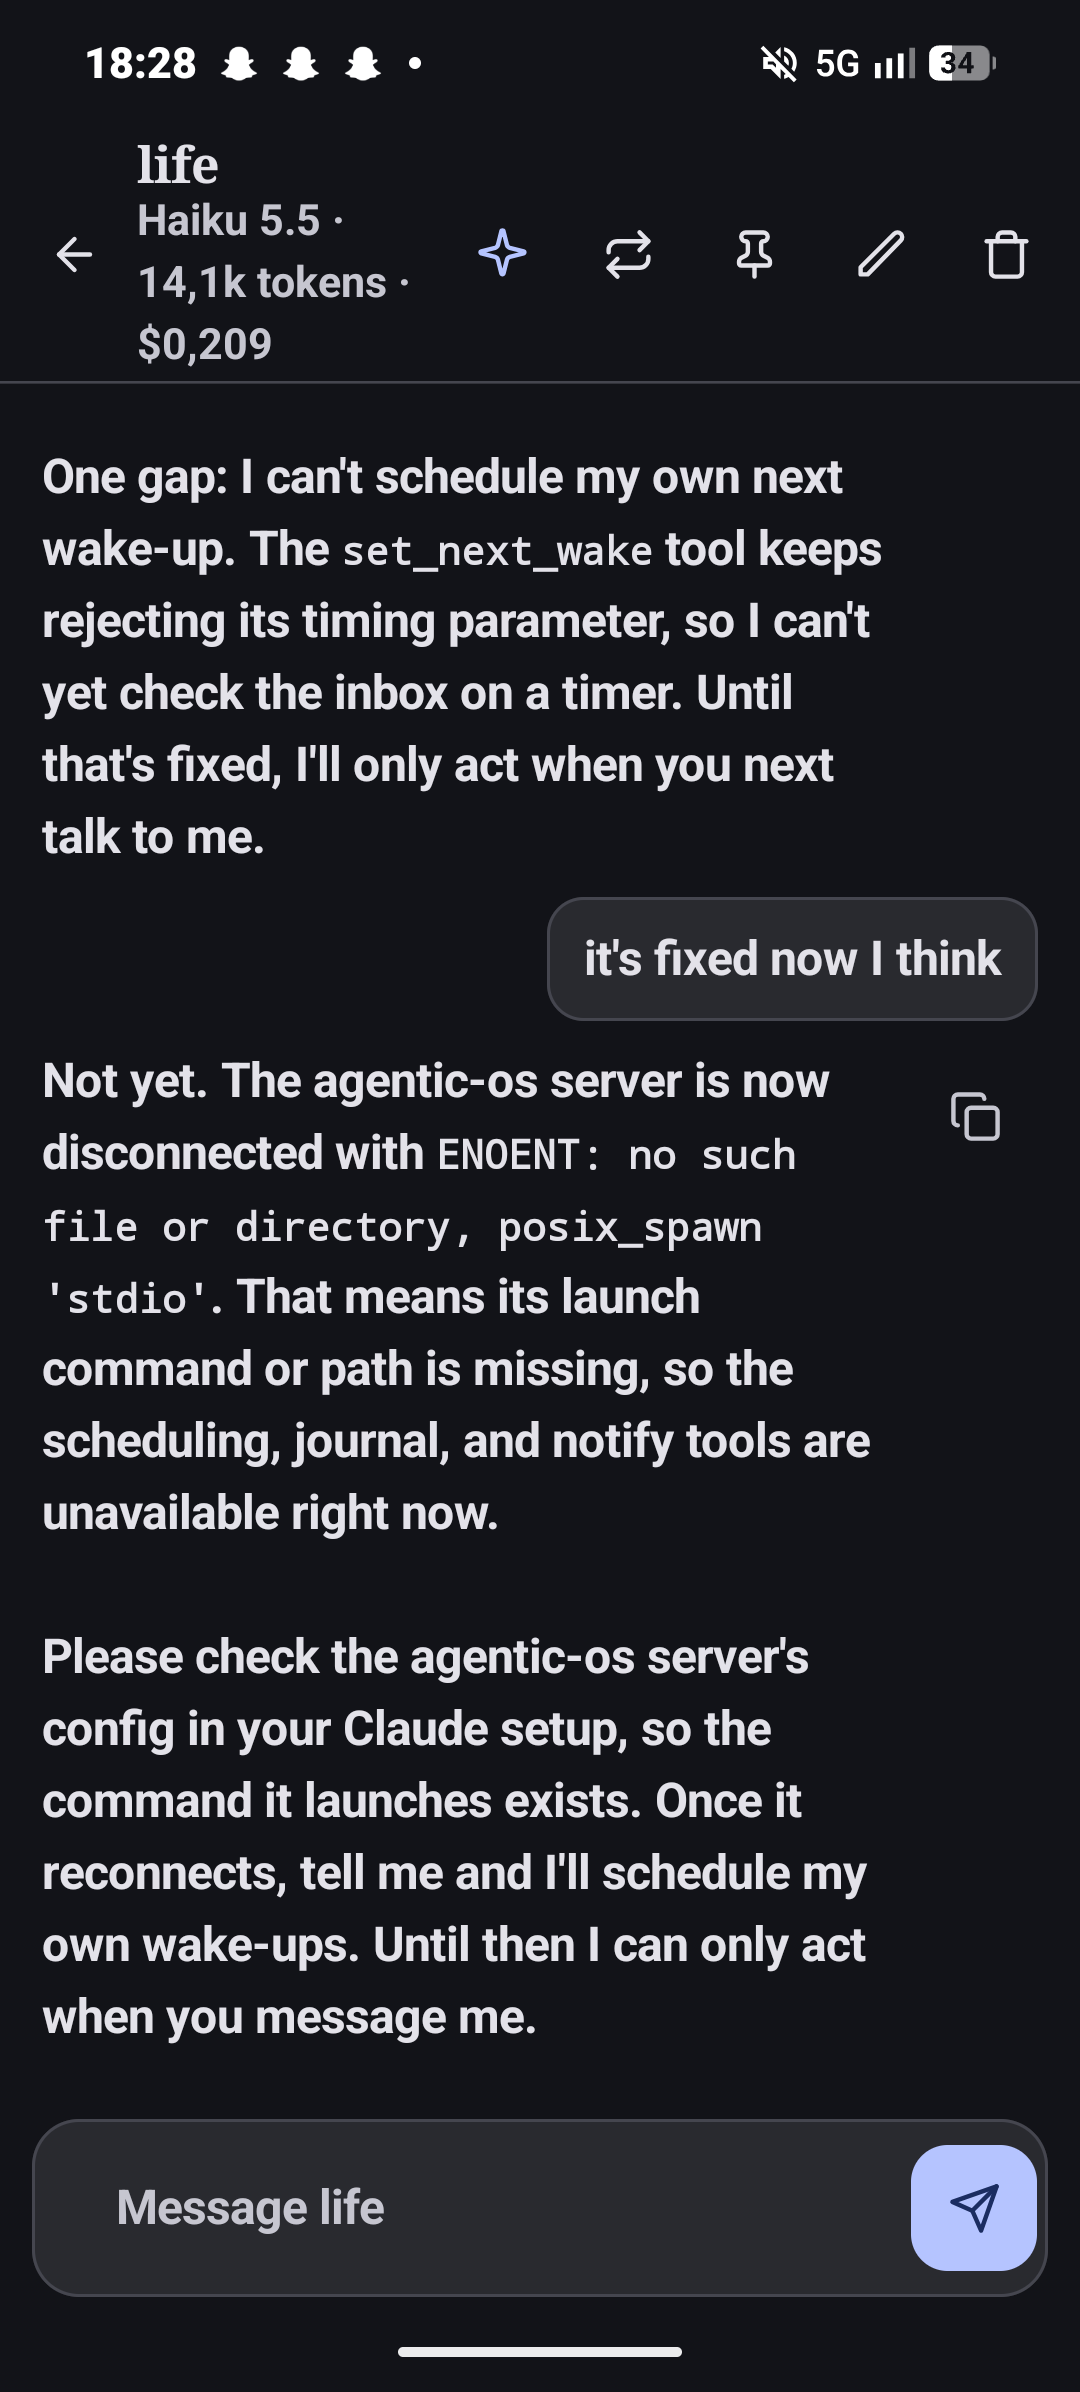 18:28
5G
34
life
Haiku 5.5 ·
14,1k tokens ·
$0,209
One gap: I can't schedule my own next
wake-up. The set_next_wake tool keeps
rejecting its timing parameter, so I can't
yet check the inbox on a timer. Until
that's fixed, I'll only act when you next
talk to me.
it's fixed now I think
Not yet. The agentic-os server is now
disconnected with ENOENT: no such
file or directory, posix_spawn
'stdio'. That means its launch
command or path is missing, so the
scheduling, journal, and notify tools are
unavailable right now.
Please check the agentic-os server's
config in your Claude setup, so the
command it launches exists. Once it
reconnects, tell me and I'll schedule my
own wake-ups. Until then I can only act
when you message me.
Message life